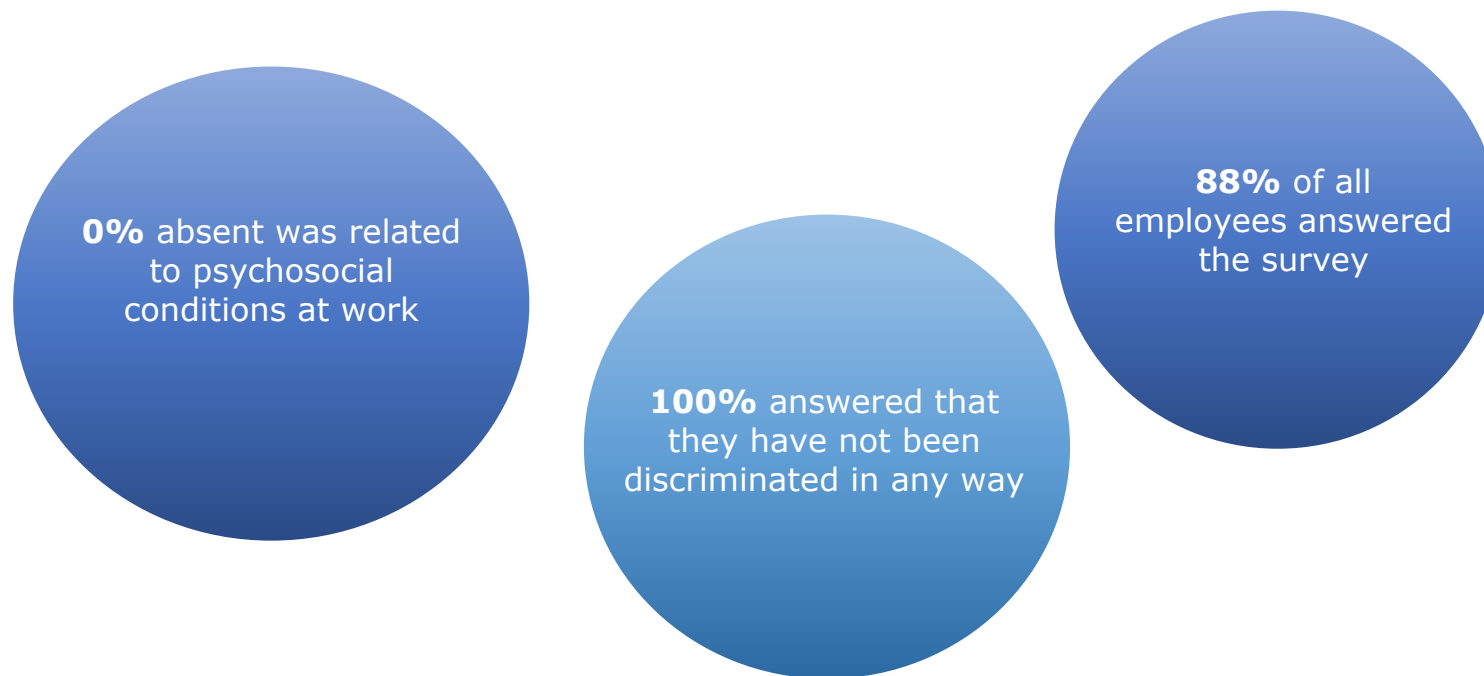 0% absent was related
to psychosocial
conditions at work
100% answered that
they have not been
discriminated in any way
88% of all
employees answered
the survey